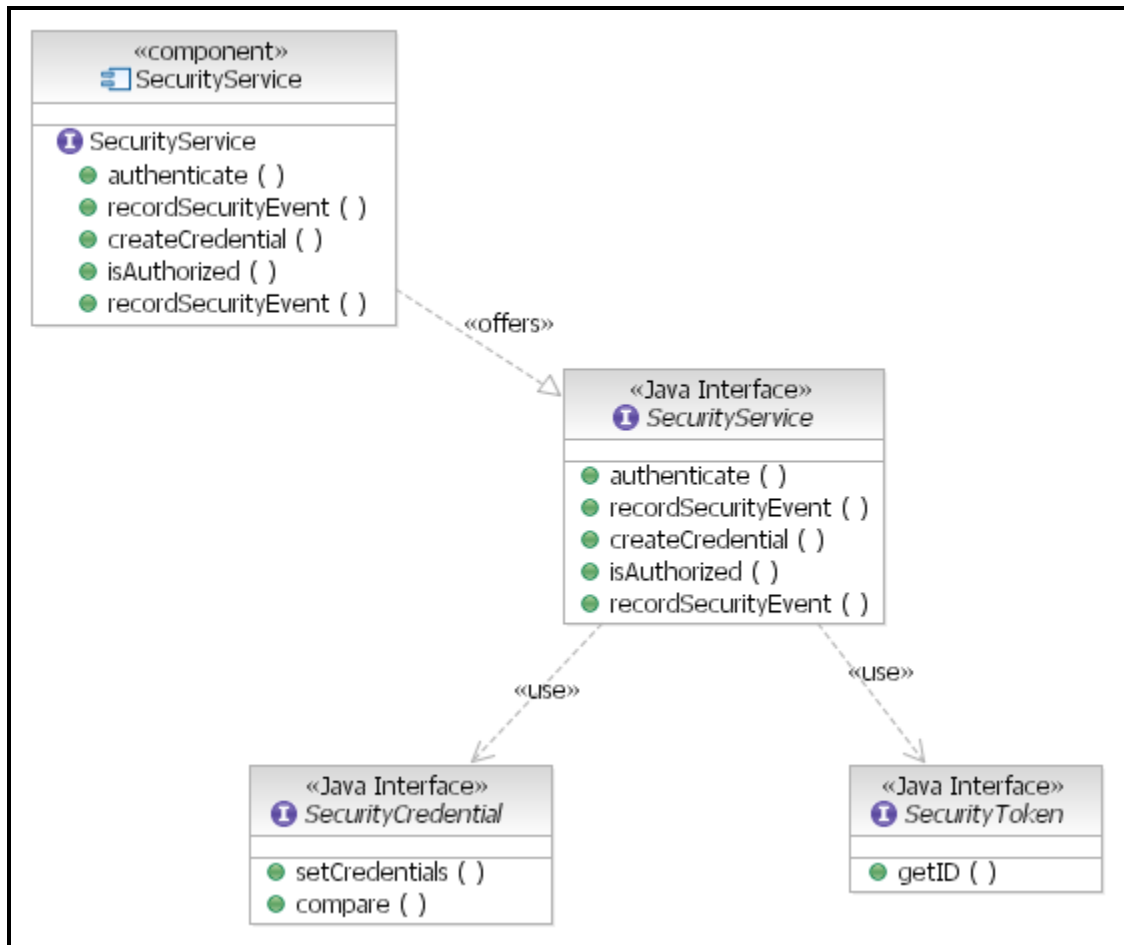 «component»
SecurityService
SecurityService
authenticate ( )
recordSecurityEvent ( )
createCredential ( )
isAuthorized ( )
recordSecurityEvent ( )
«offers»
«Java Interface»
SecurityService
authenticate ( )
recordSecurityEvent ( )
createCredential ( )
isAuthorized ( )
recordSecurityEvent ( )
«use»
«use»
«Java Interface»
SecurityCredential
setCredentials ( )
compare ( )
«Java Interface»
SecurityToken
getID ( )